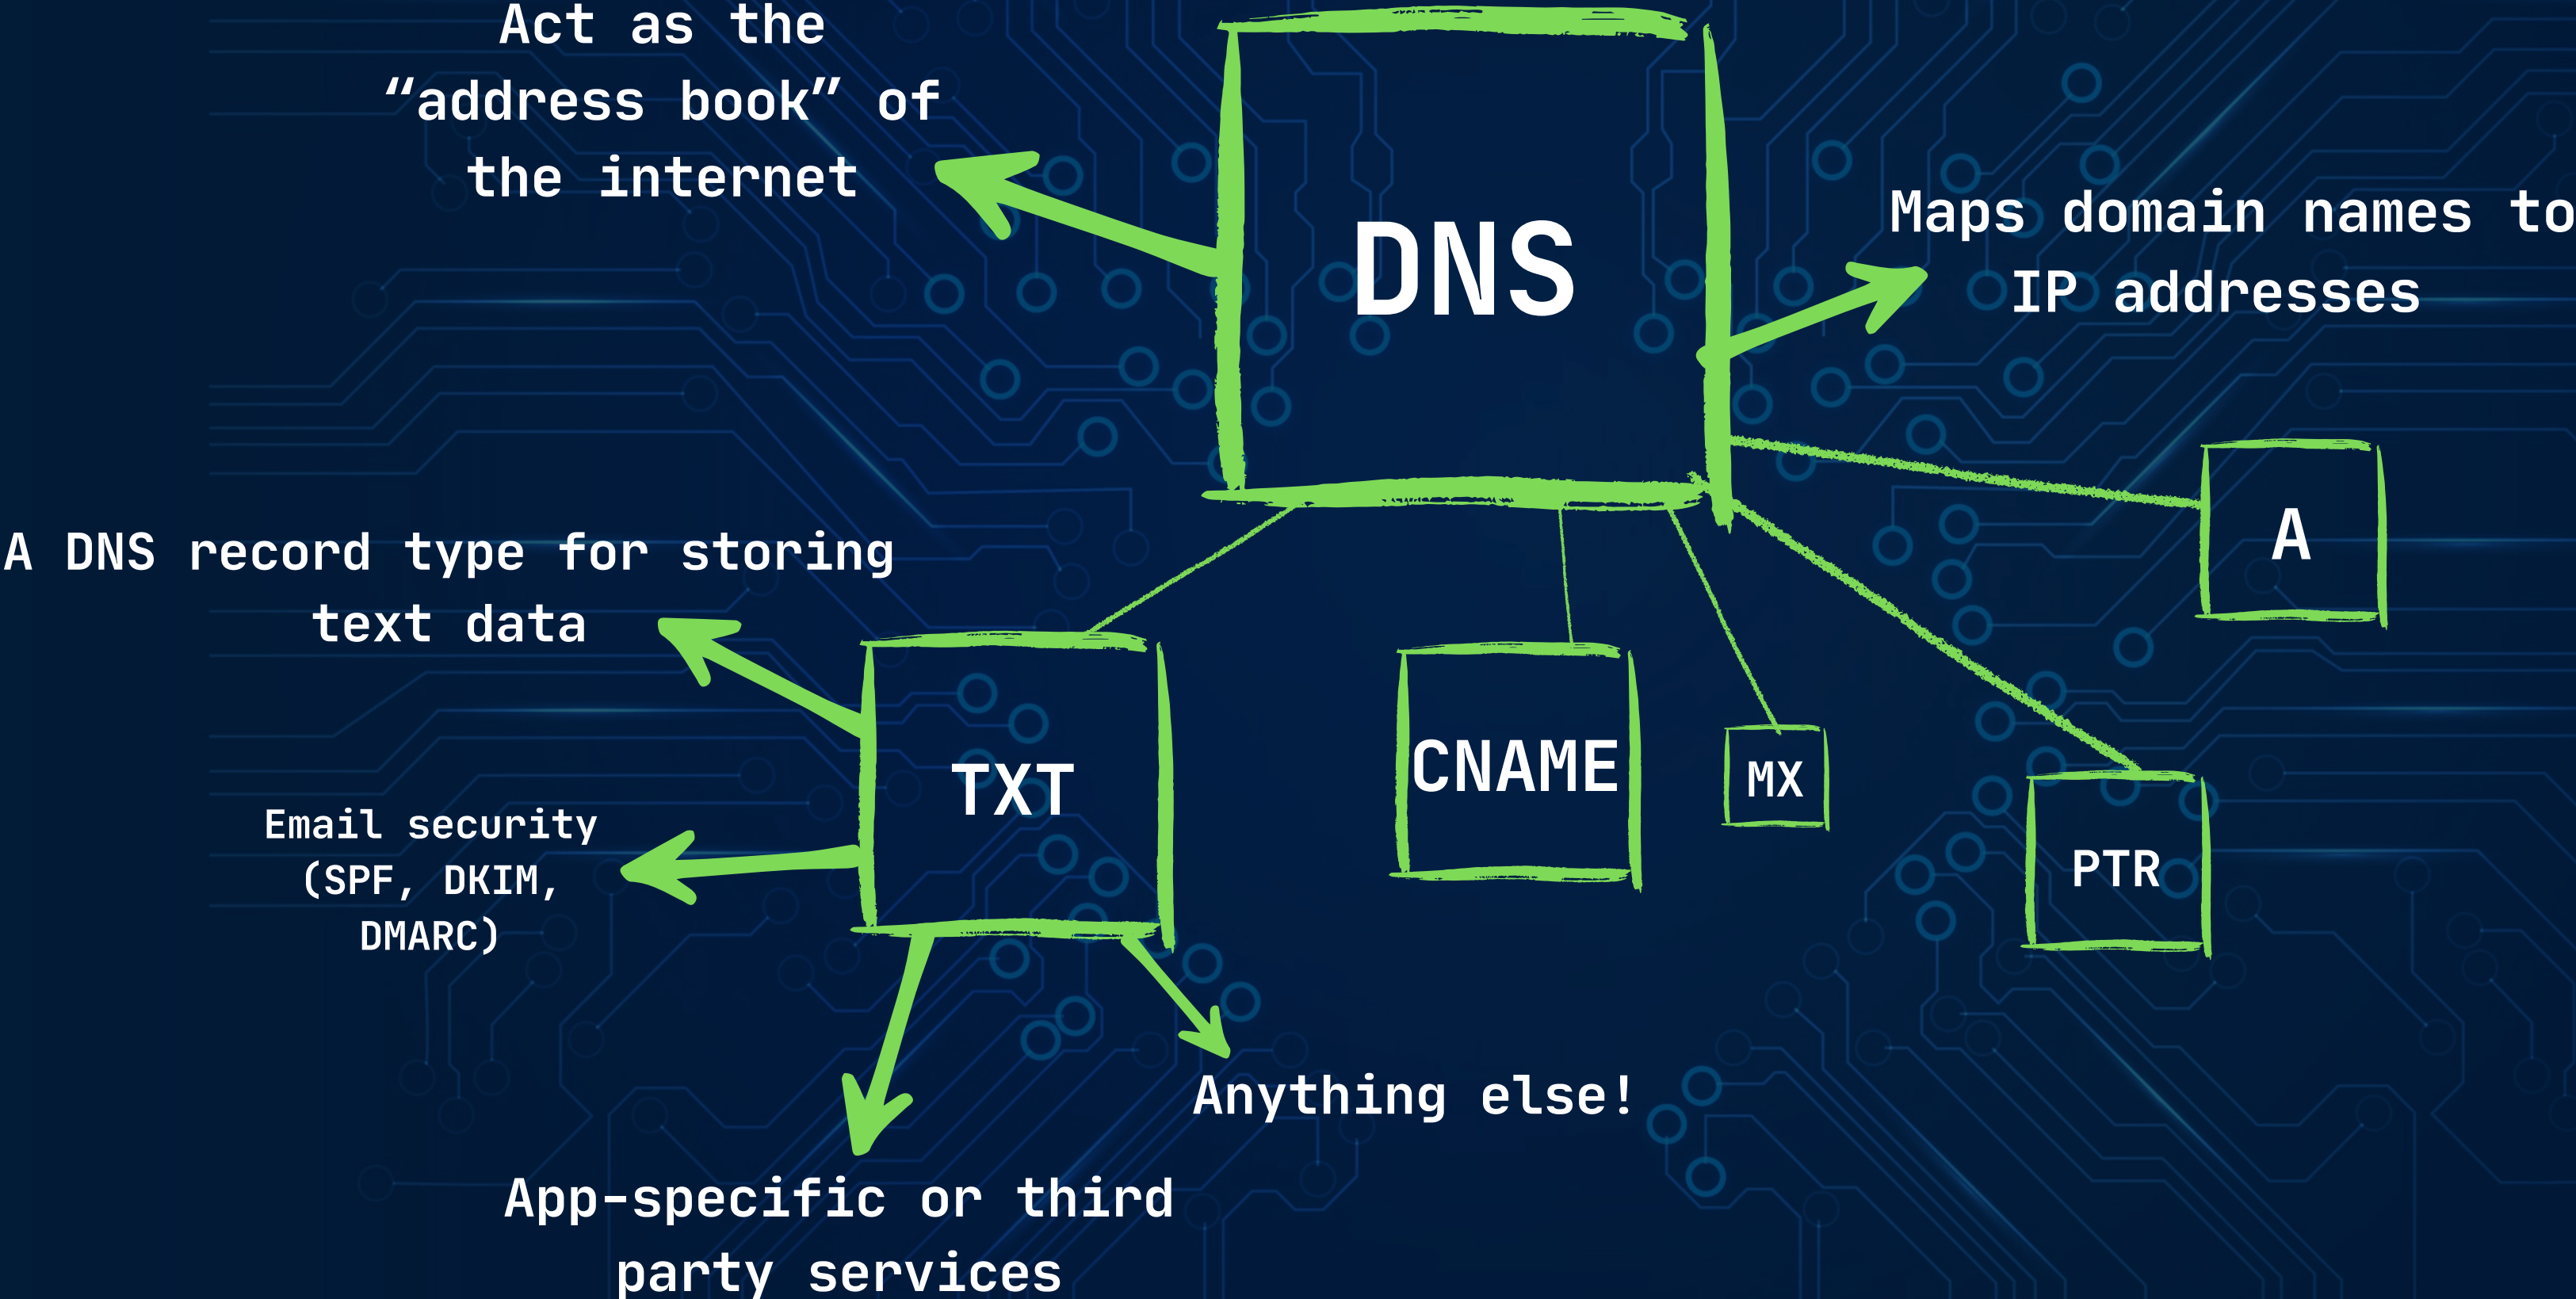 Act as the
“address book” of
the internet
DNS
Maps domain names to
IP addresses
A
A DNS record type for storing
text data
TXT
CNAME
MX
PTR
Email security
(SPF, DKIM,
DMARC)
Anything else!
App-specific or third
party services